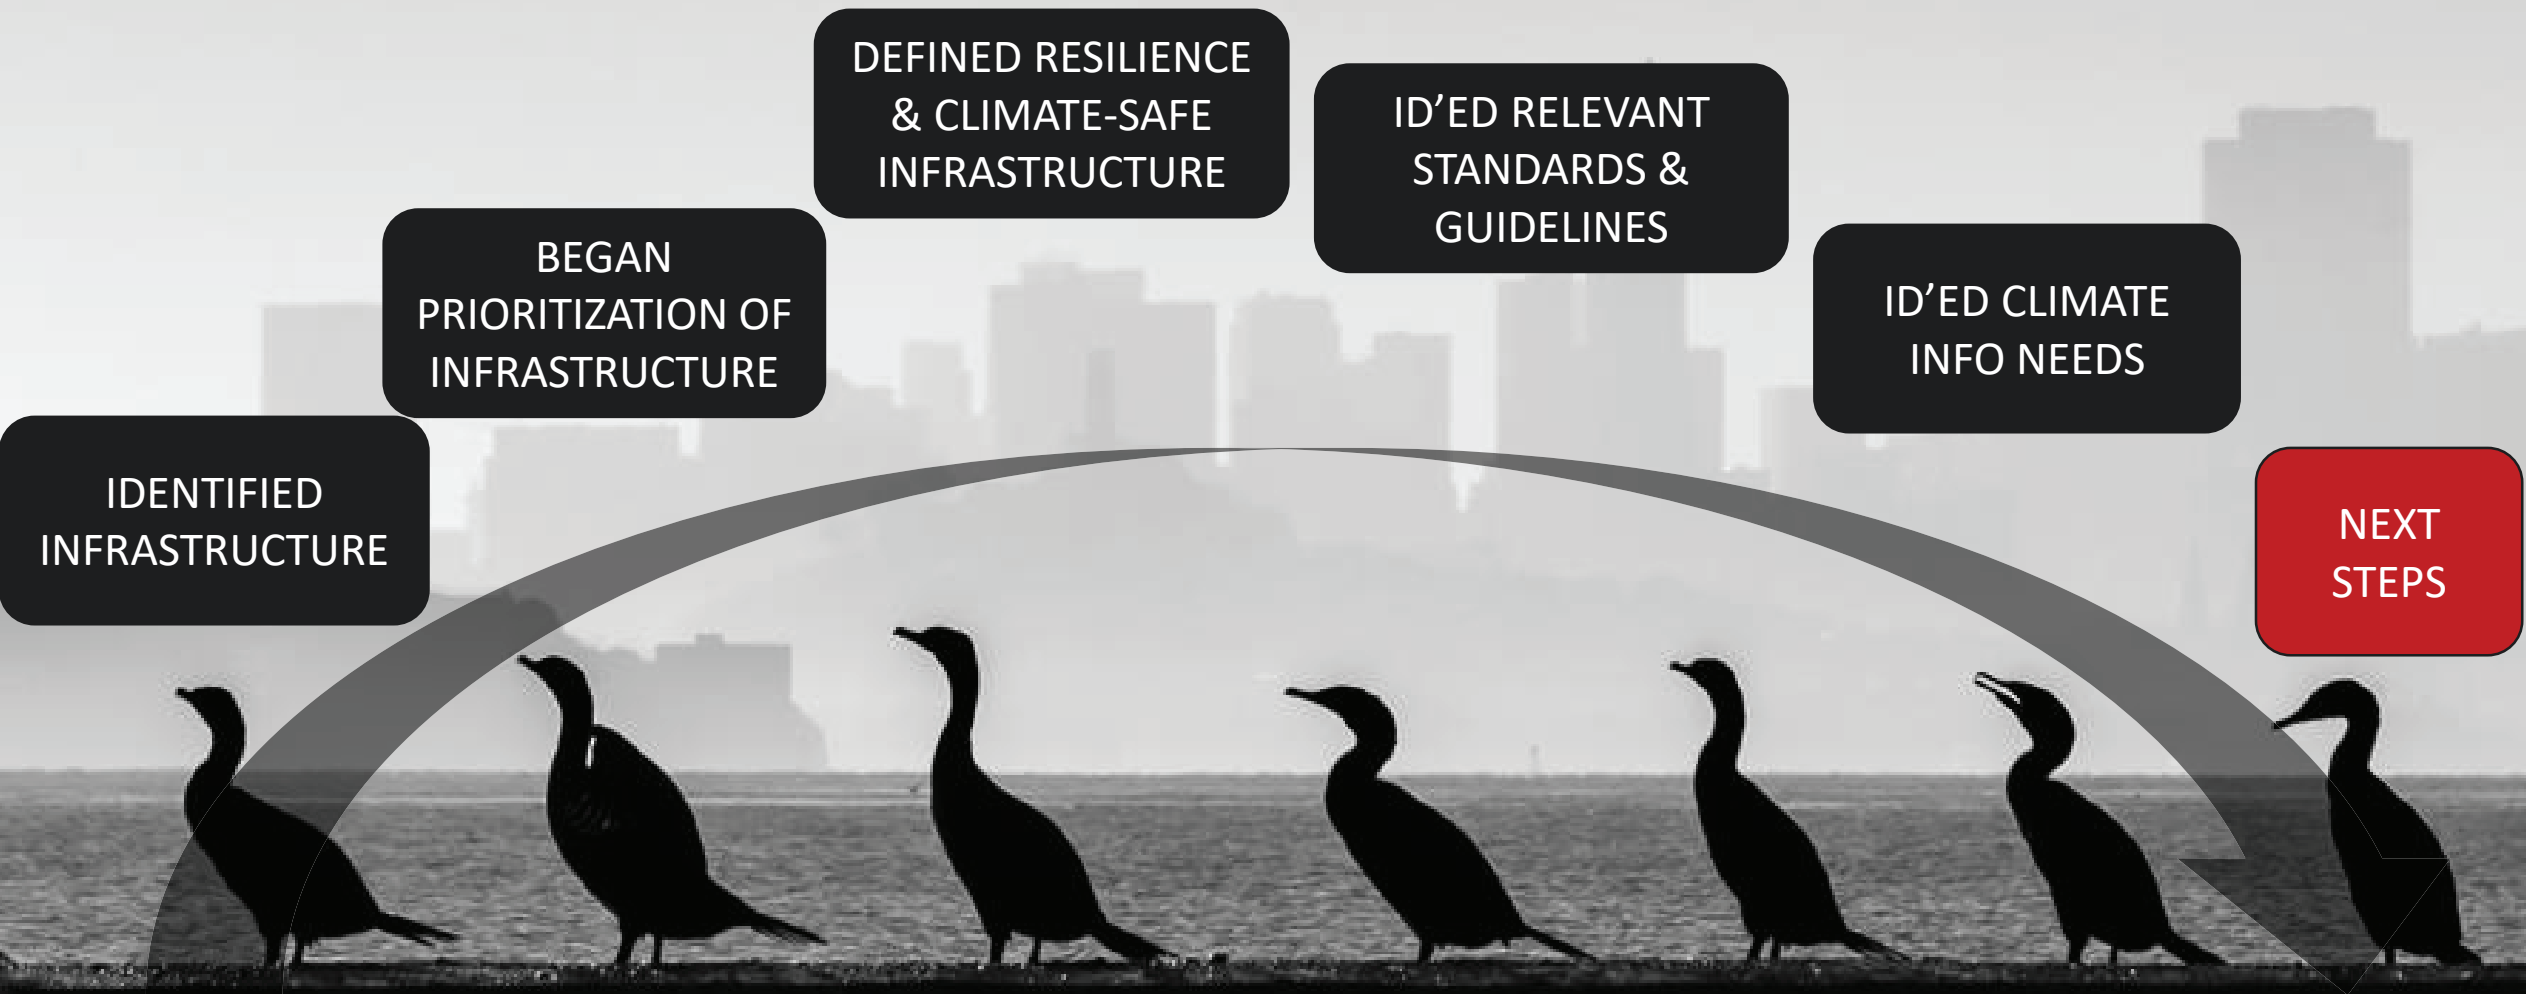 IDENTIFIED
INFRASTRUCTURE
BEGAN
PRIORITIZATION OF
INFRASTRUCTURE
DEFINED RESILIENCE
& CLIMATE-SAFE
INFRASTRUCTURE
ID’ED RELEVANT
STANDARDS &
GUIDELINES
ID’ED CLIMATE
INFO NEEDS
NEXT
STEPS